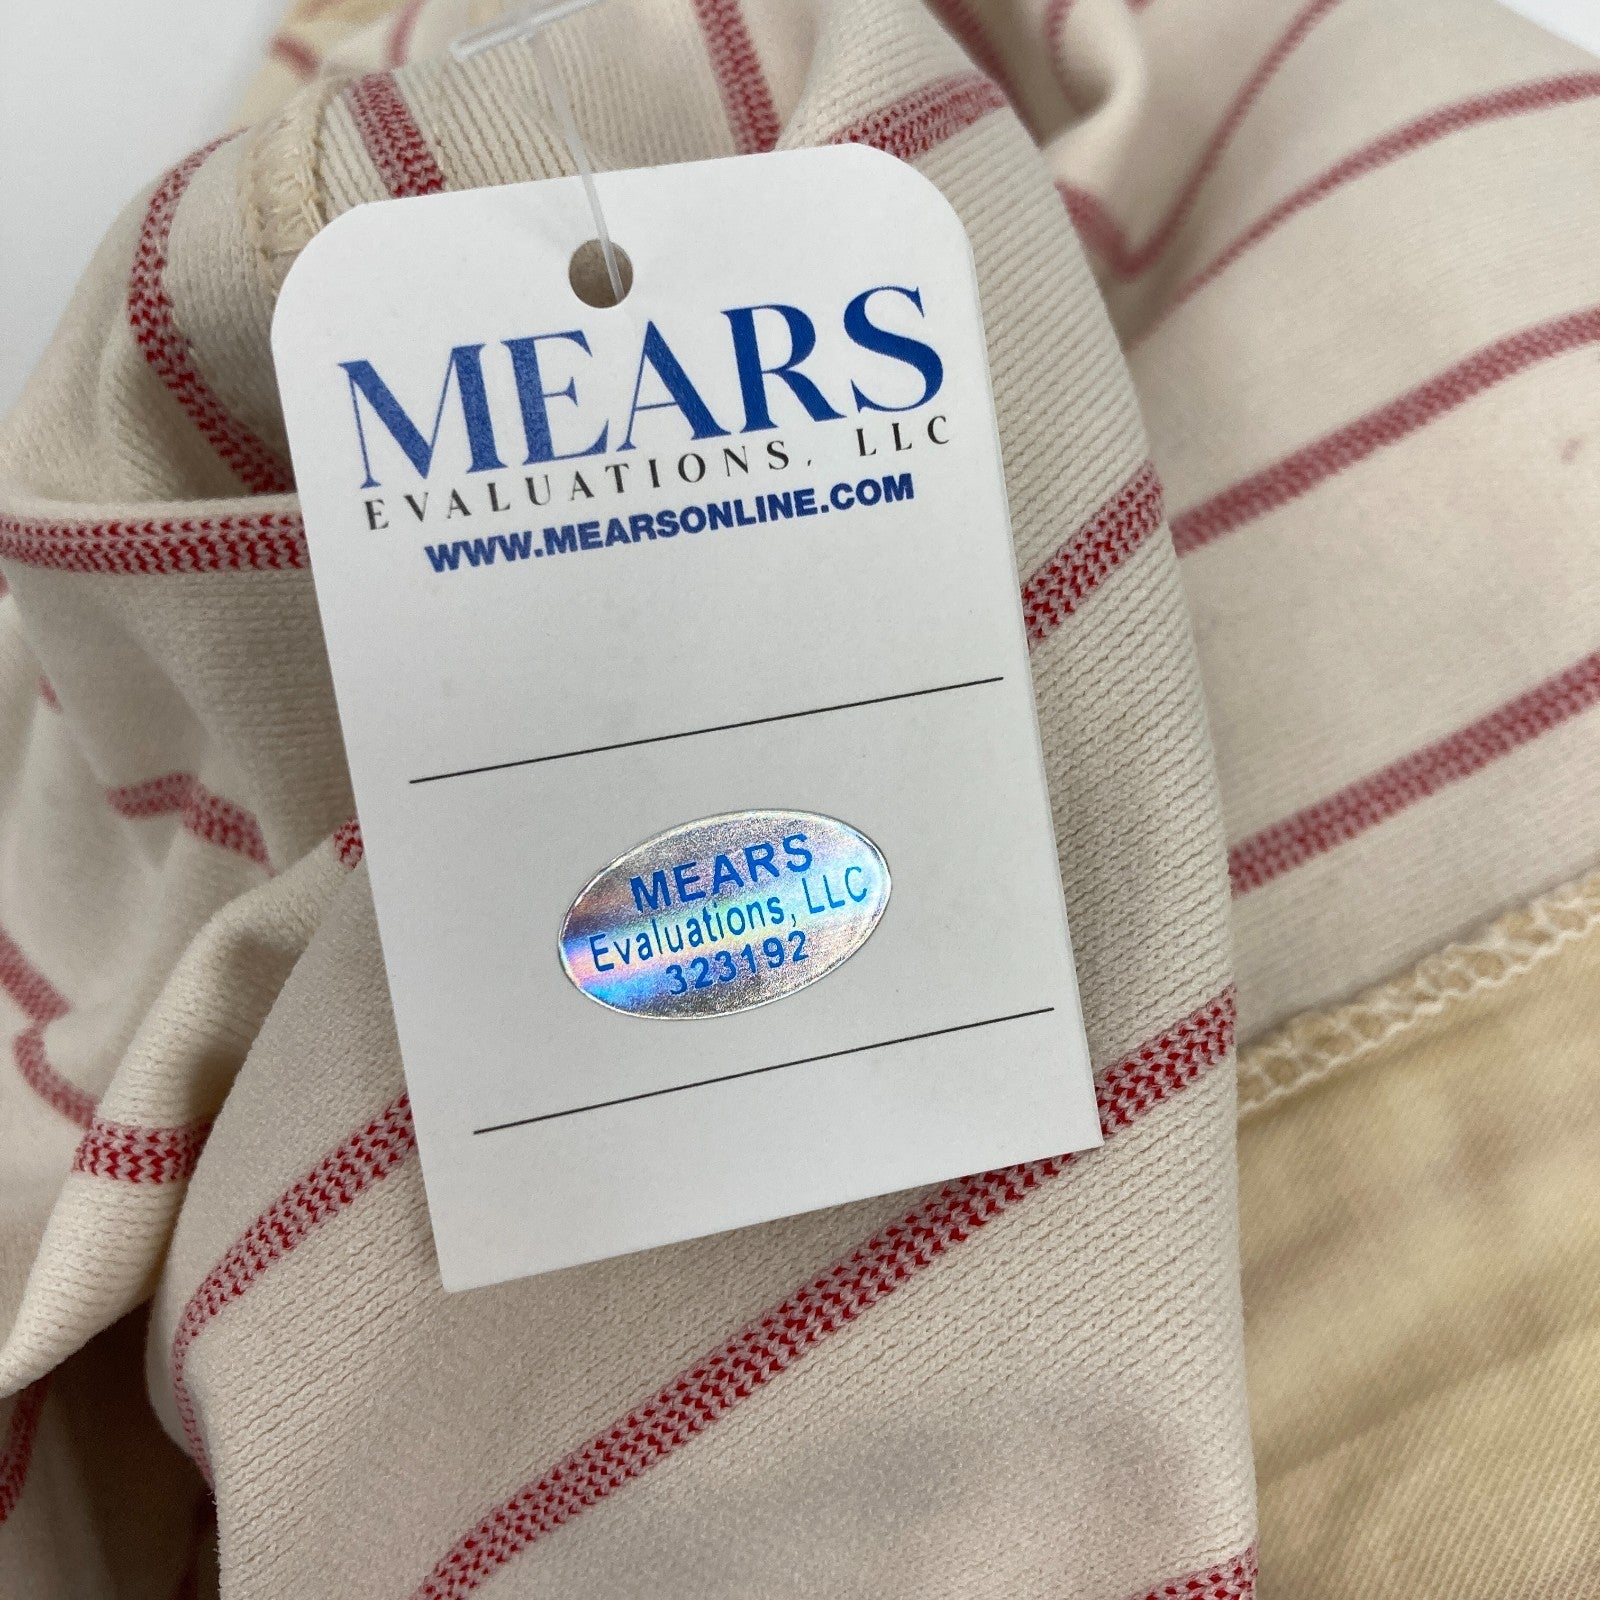 MEARS
EVALUATIONS, LLC
WWW.MEARSONLINE.COM
MEARS
Evaluations, LLC
323192